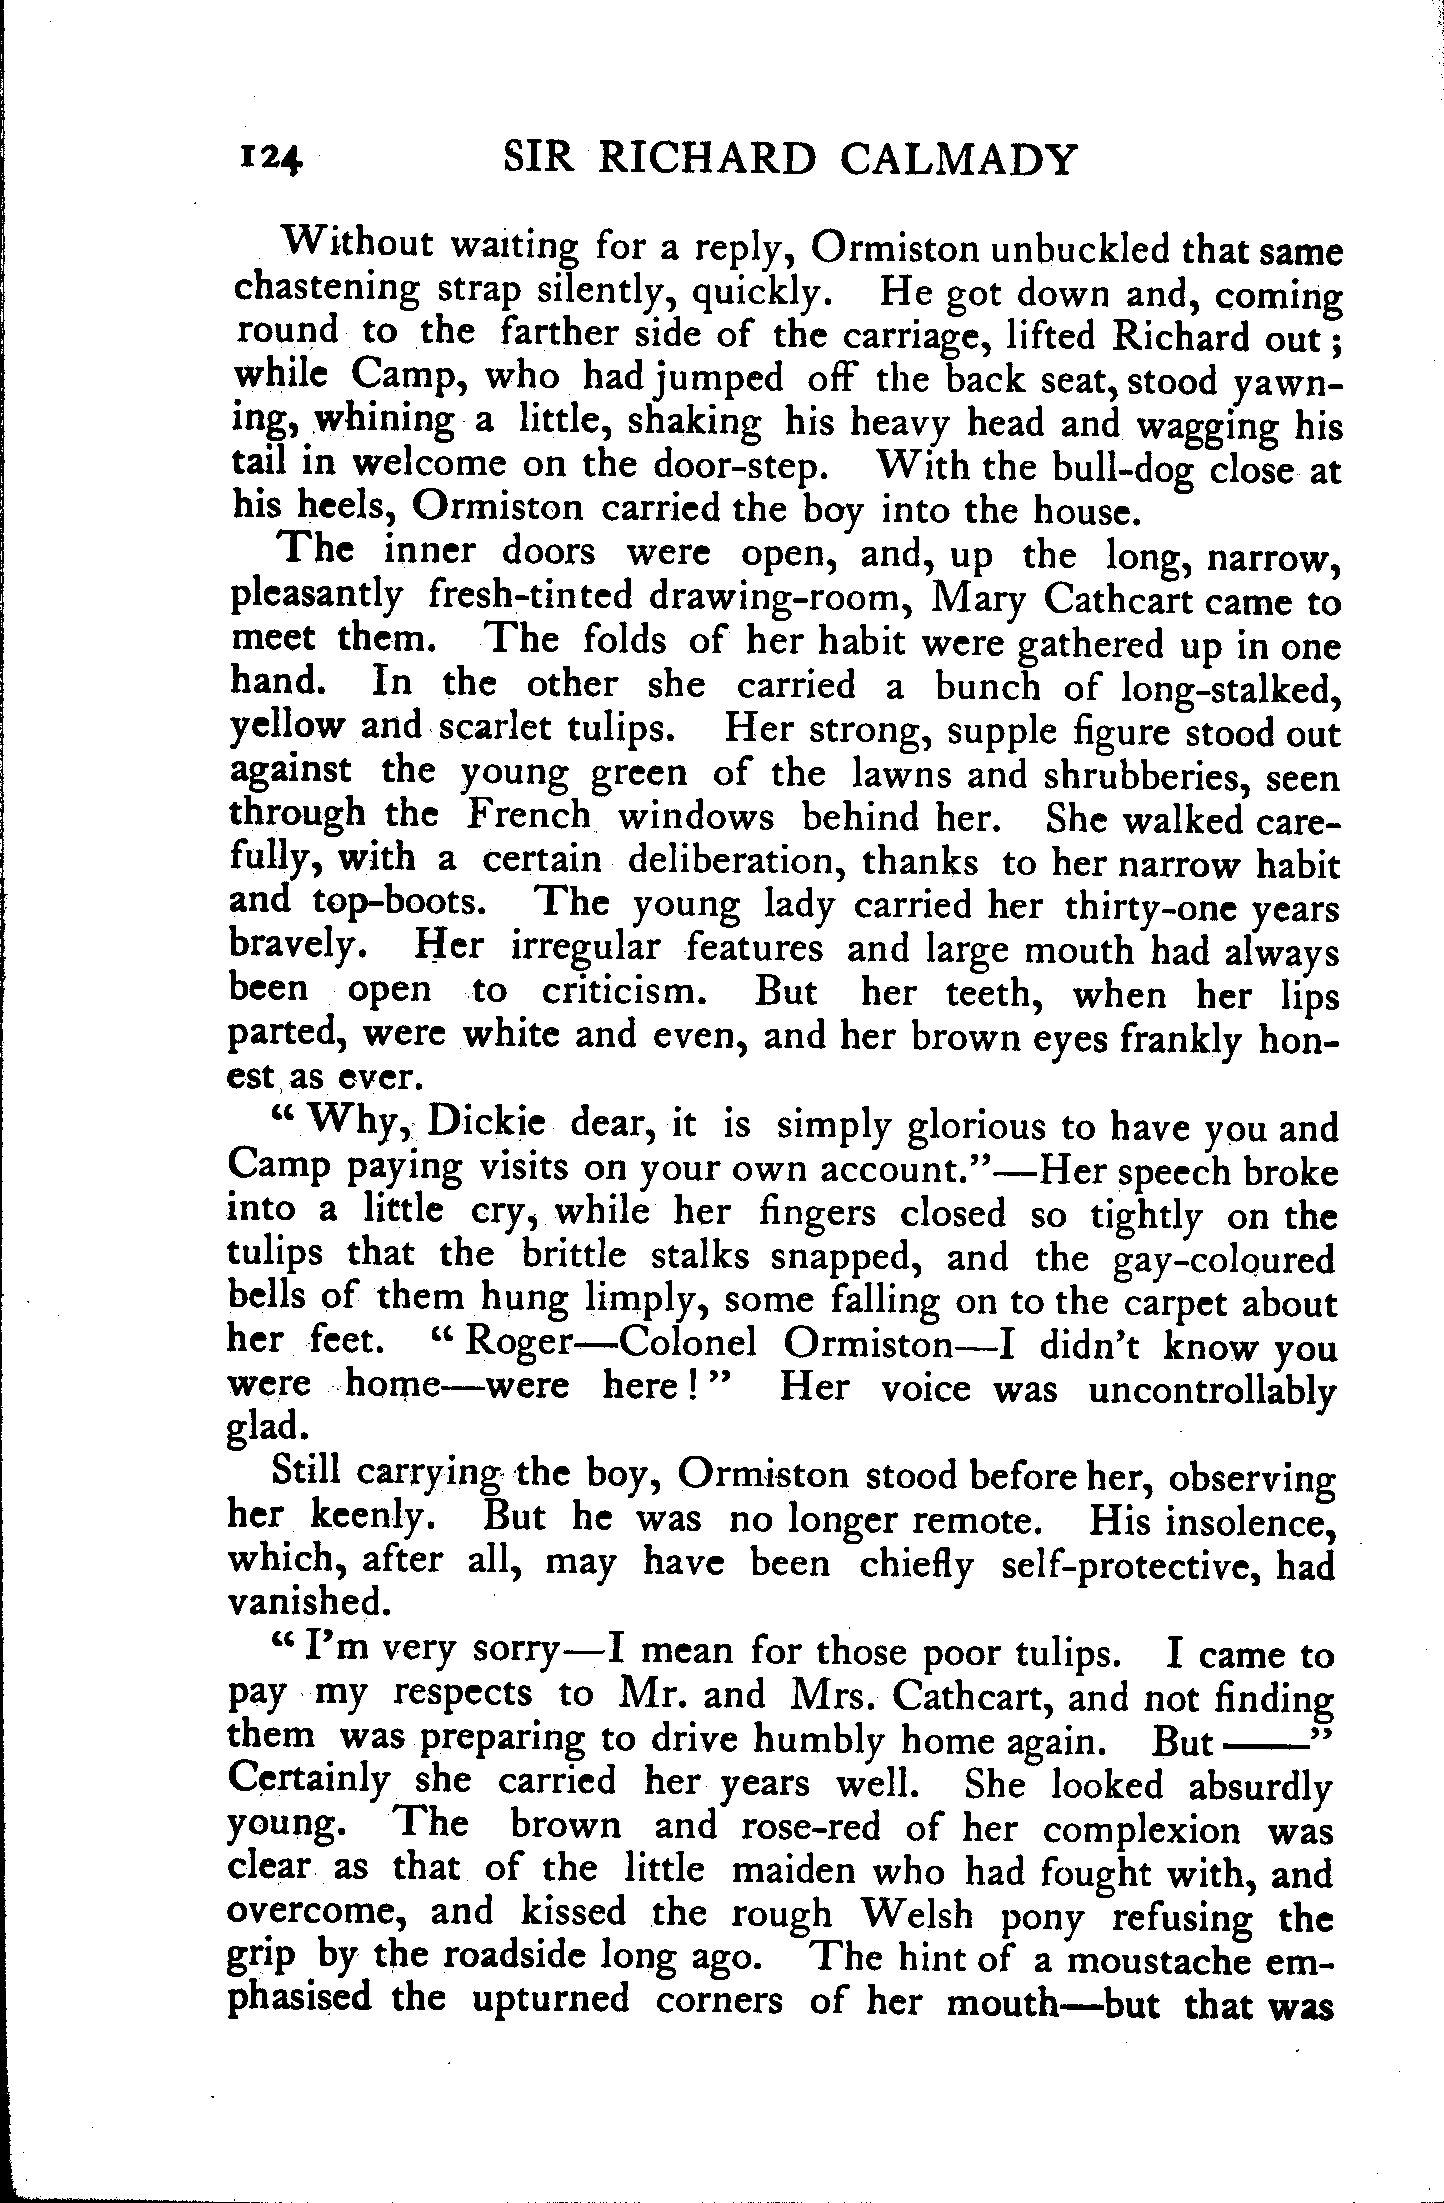 124 SIR RICHARD CALMADY
Without waiting for a reply, Ormiston unbuckled that same
chastening strap silently, quickly. He got down and, coming
round to the farther side of the carriage, lifted Richard out;
while Camp, who had jumped off the back seat, stood yawn-
ing, whining a little, shaking his heavy head and wagging his
tail in welcome on the door-step. With the bull-dog close at
his heels, Ormiston carried the boy into the house.
The inner doors were open, and, up the long, narrow,
pleasantly fresh-tinted drawing-room, Mary Cathcart came to
meet them. The folds of her habit were gathered up in one
hand. In the other she carried a bunch of long-stalked,
yellow and scarlet tulips. Her strong, supple figure stood out
against the young green of the lawns and shrubberies, seen
through the French windows behind her. She walked care-
fully, with a certain deliberation, thanks to her narrow habit
and top-boots. The young lady carried her thirty-one years
bravely. Her irregular features and large mouth had always
been open to criticism. But her teeth, when her lips
parted, were white and even, and her brown eyes frankly hon-
est as ever.
“Why, Dickie dear, it is simply glorious to have you and
Camp paying visits on your own account.”—Her speech broke
into a little cry, while her fingers closed so tightly on the
tulips that the brittle stalks snapped, and the gay-coloured
bells of them hung limply, some falling on to the carpet about
her feet. “Roger—Colonel Ormiston—I didn’t know you
were home—were here!” Her voice was uncontrollably
glad.
Still carrying the boy, Ormiston stood before her, observing
her keenly. But he was no longer remote. His insolence,
which, after all, may have been chiefly self-protective, had
vanished.
“I’m very sorry—I mean for those poor tulips. I came to
pay my respects to Mr. and Mrs. Cathcart, and not finding
them was preparing to drive humbly home again. But——”
Certainly she carried her years well. She looked absurdly
young. The brown and rose-red of her complexion was
clear as that of the little maiden who had fought with, and
overcome, and kissed the rough Welsh pony refusing the
grip by the roadside long ago. The hint of a moustache em-
phasised the upturned corners of her mouth—but that was